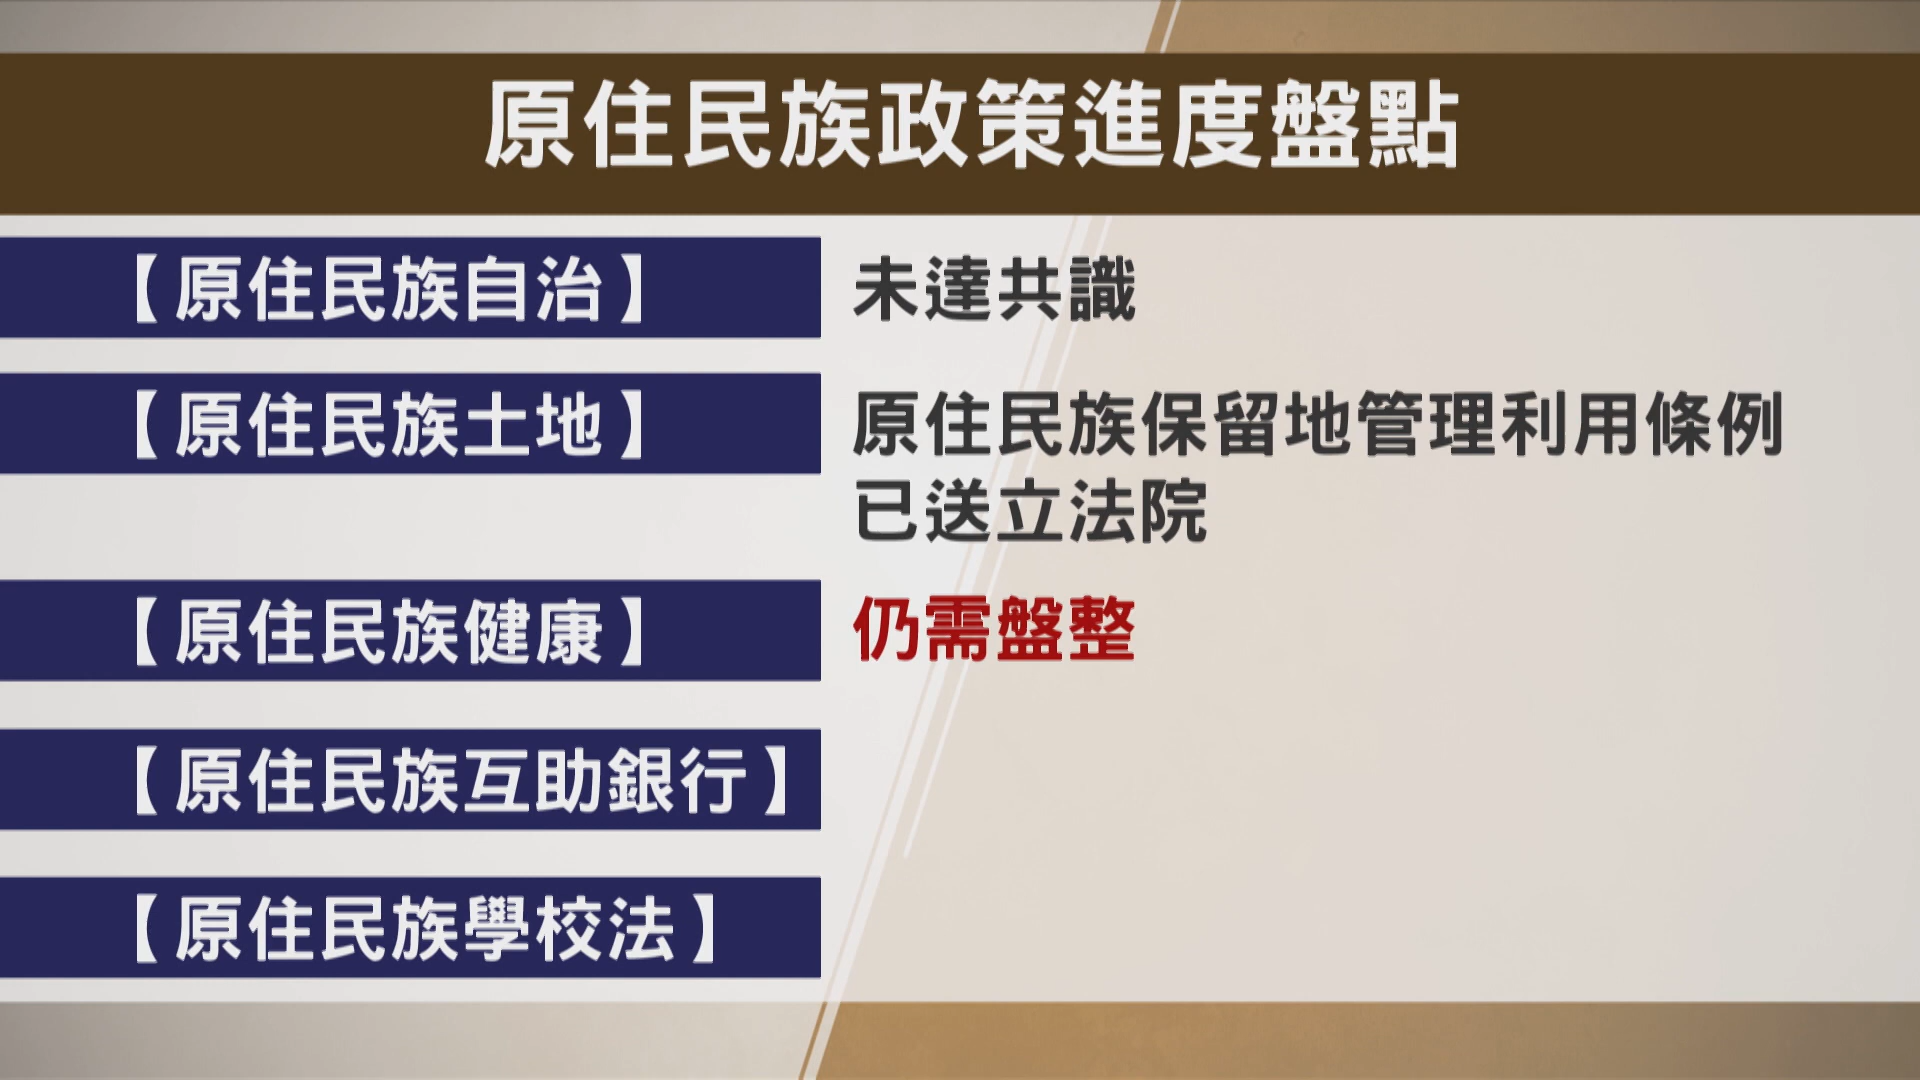 原住民族政策進度盤點
【原住民族自治】 未達共識
【原住民族土地】 原住民族保留地管理利用條例
已送立法院
【原住民族健康】 仍需盤整
【原住民族互助銀行】
【原住民族學校法】